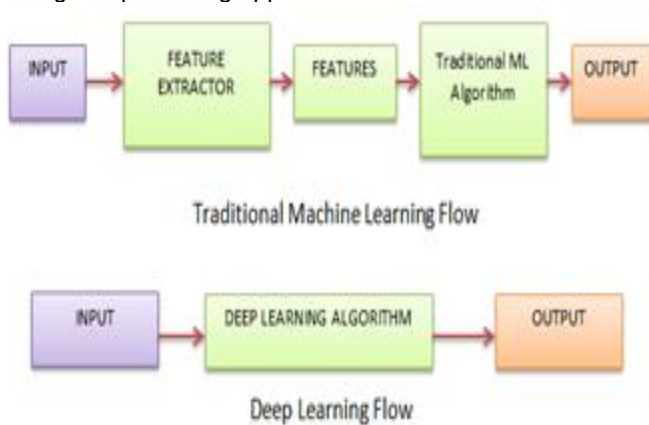 INPUT
FEATURE
EXTRACTOR
FEATURES
Traditional ML
Algorithm
OUTPUT
Traditional Machine Learning Flow
INPUT
DEEP LEARNING ALGORITHM
OUTPUT
Deep Learning Flow